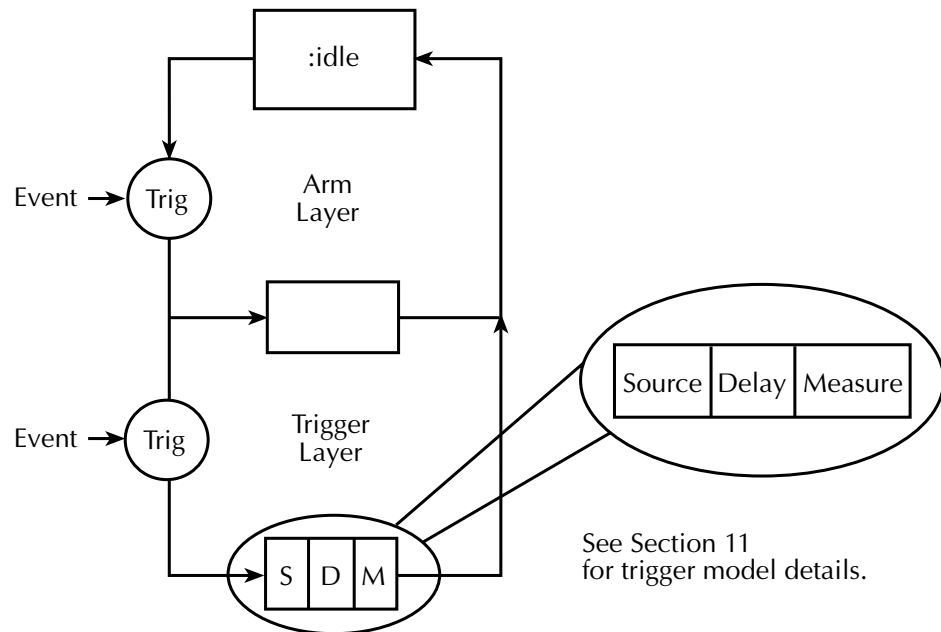 :idle
Event
Trig
Arm
Layer
Source
Delay
Measure
Event
Trig
Trigger
Layer
S
D
M
See Section 11
for trigger model details.